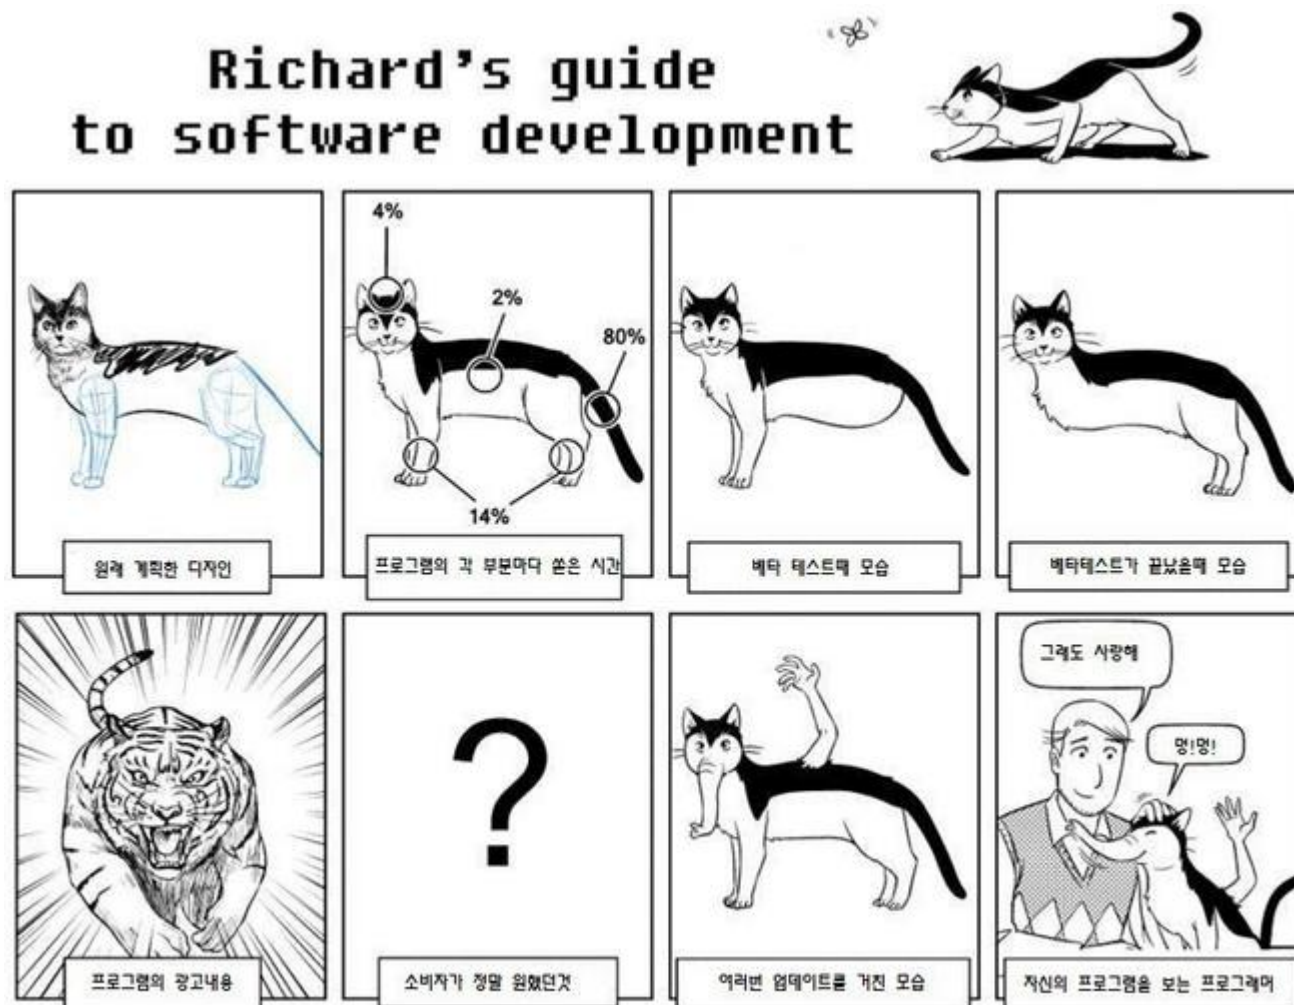 Richard's guide
to software development
4%
2%
80%
14%
원래 계획한 디자인
프로그램의 각 부분마다 쏟은 시간
베타 테스트때 모습
베타테스트가 끝났을때 모습
그래도 사랑해
멍!멍!
프로그램의 광고내용
소비자가 정말 원했던것
여러번 업데이트를 거친 모습
자신의 프로그램을 보는 프로그래머